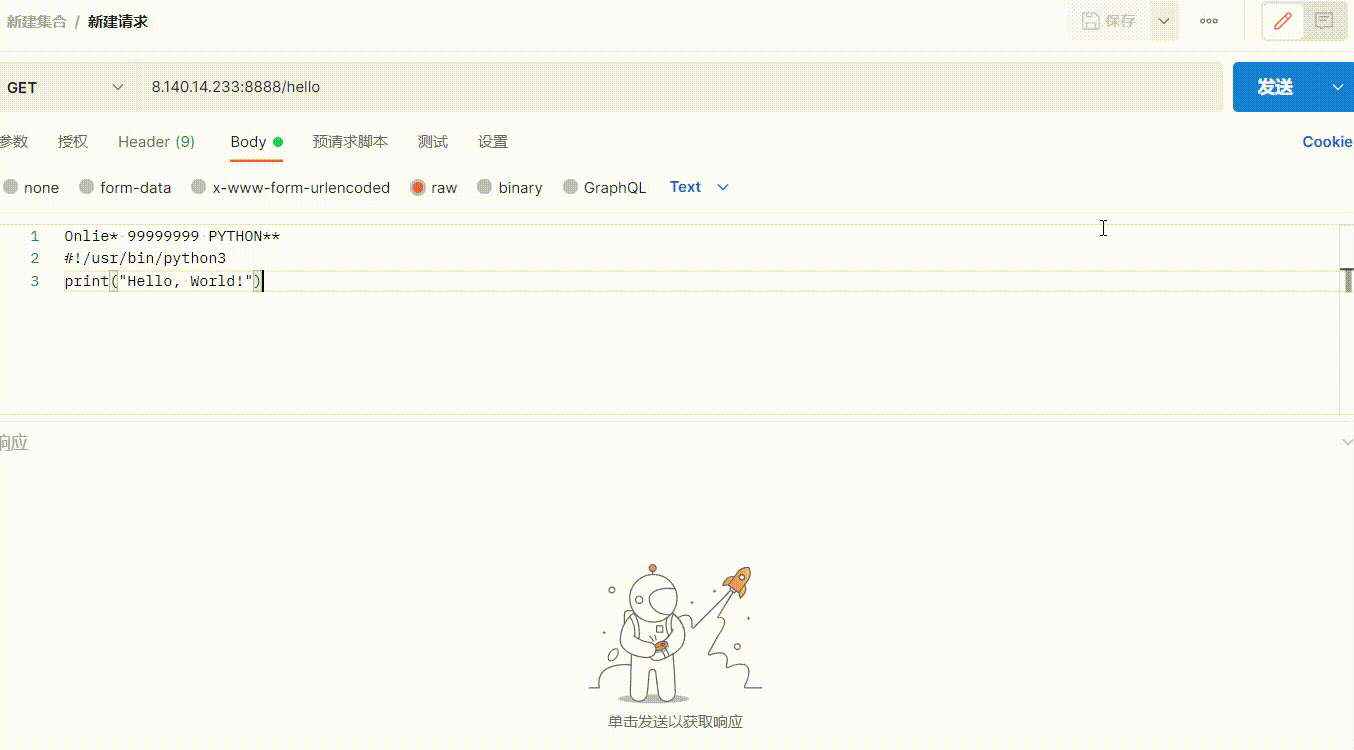 新建集合 / 新建请求
保存
GET 8.140.14.233:8888/hello 发送
参数 授权 Header (9) Body 预请求脚本 测试 设置 Cookie
none form-data x-www-form-urlencoded raw binary GraphQL Text
1 Onlie* 99999999 PYTHON**
2 #!/usr/bin/python3
3 print("Hello, World!")
响应
单击发送以获取响应